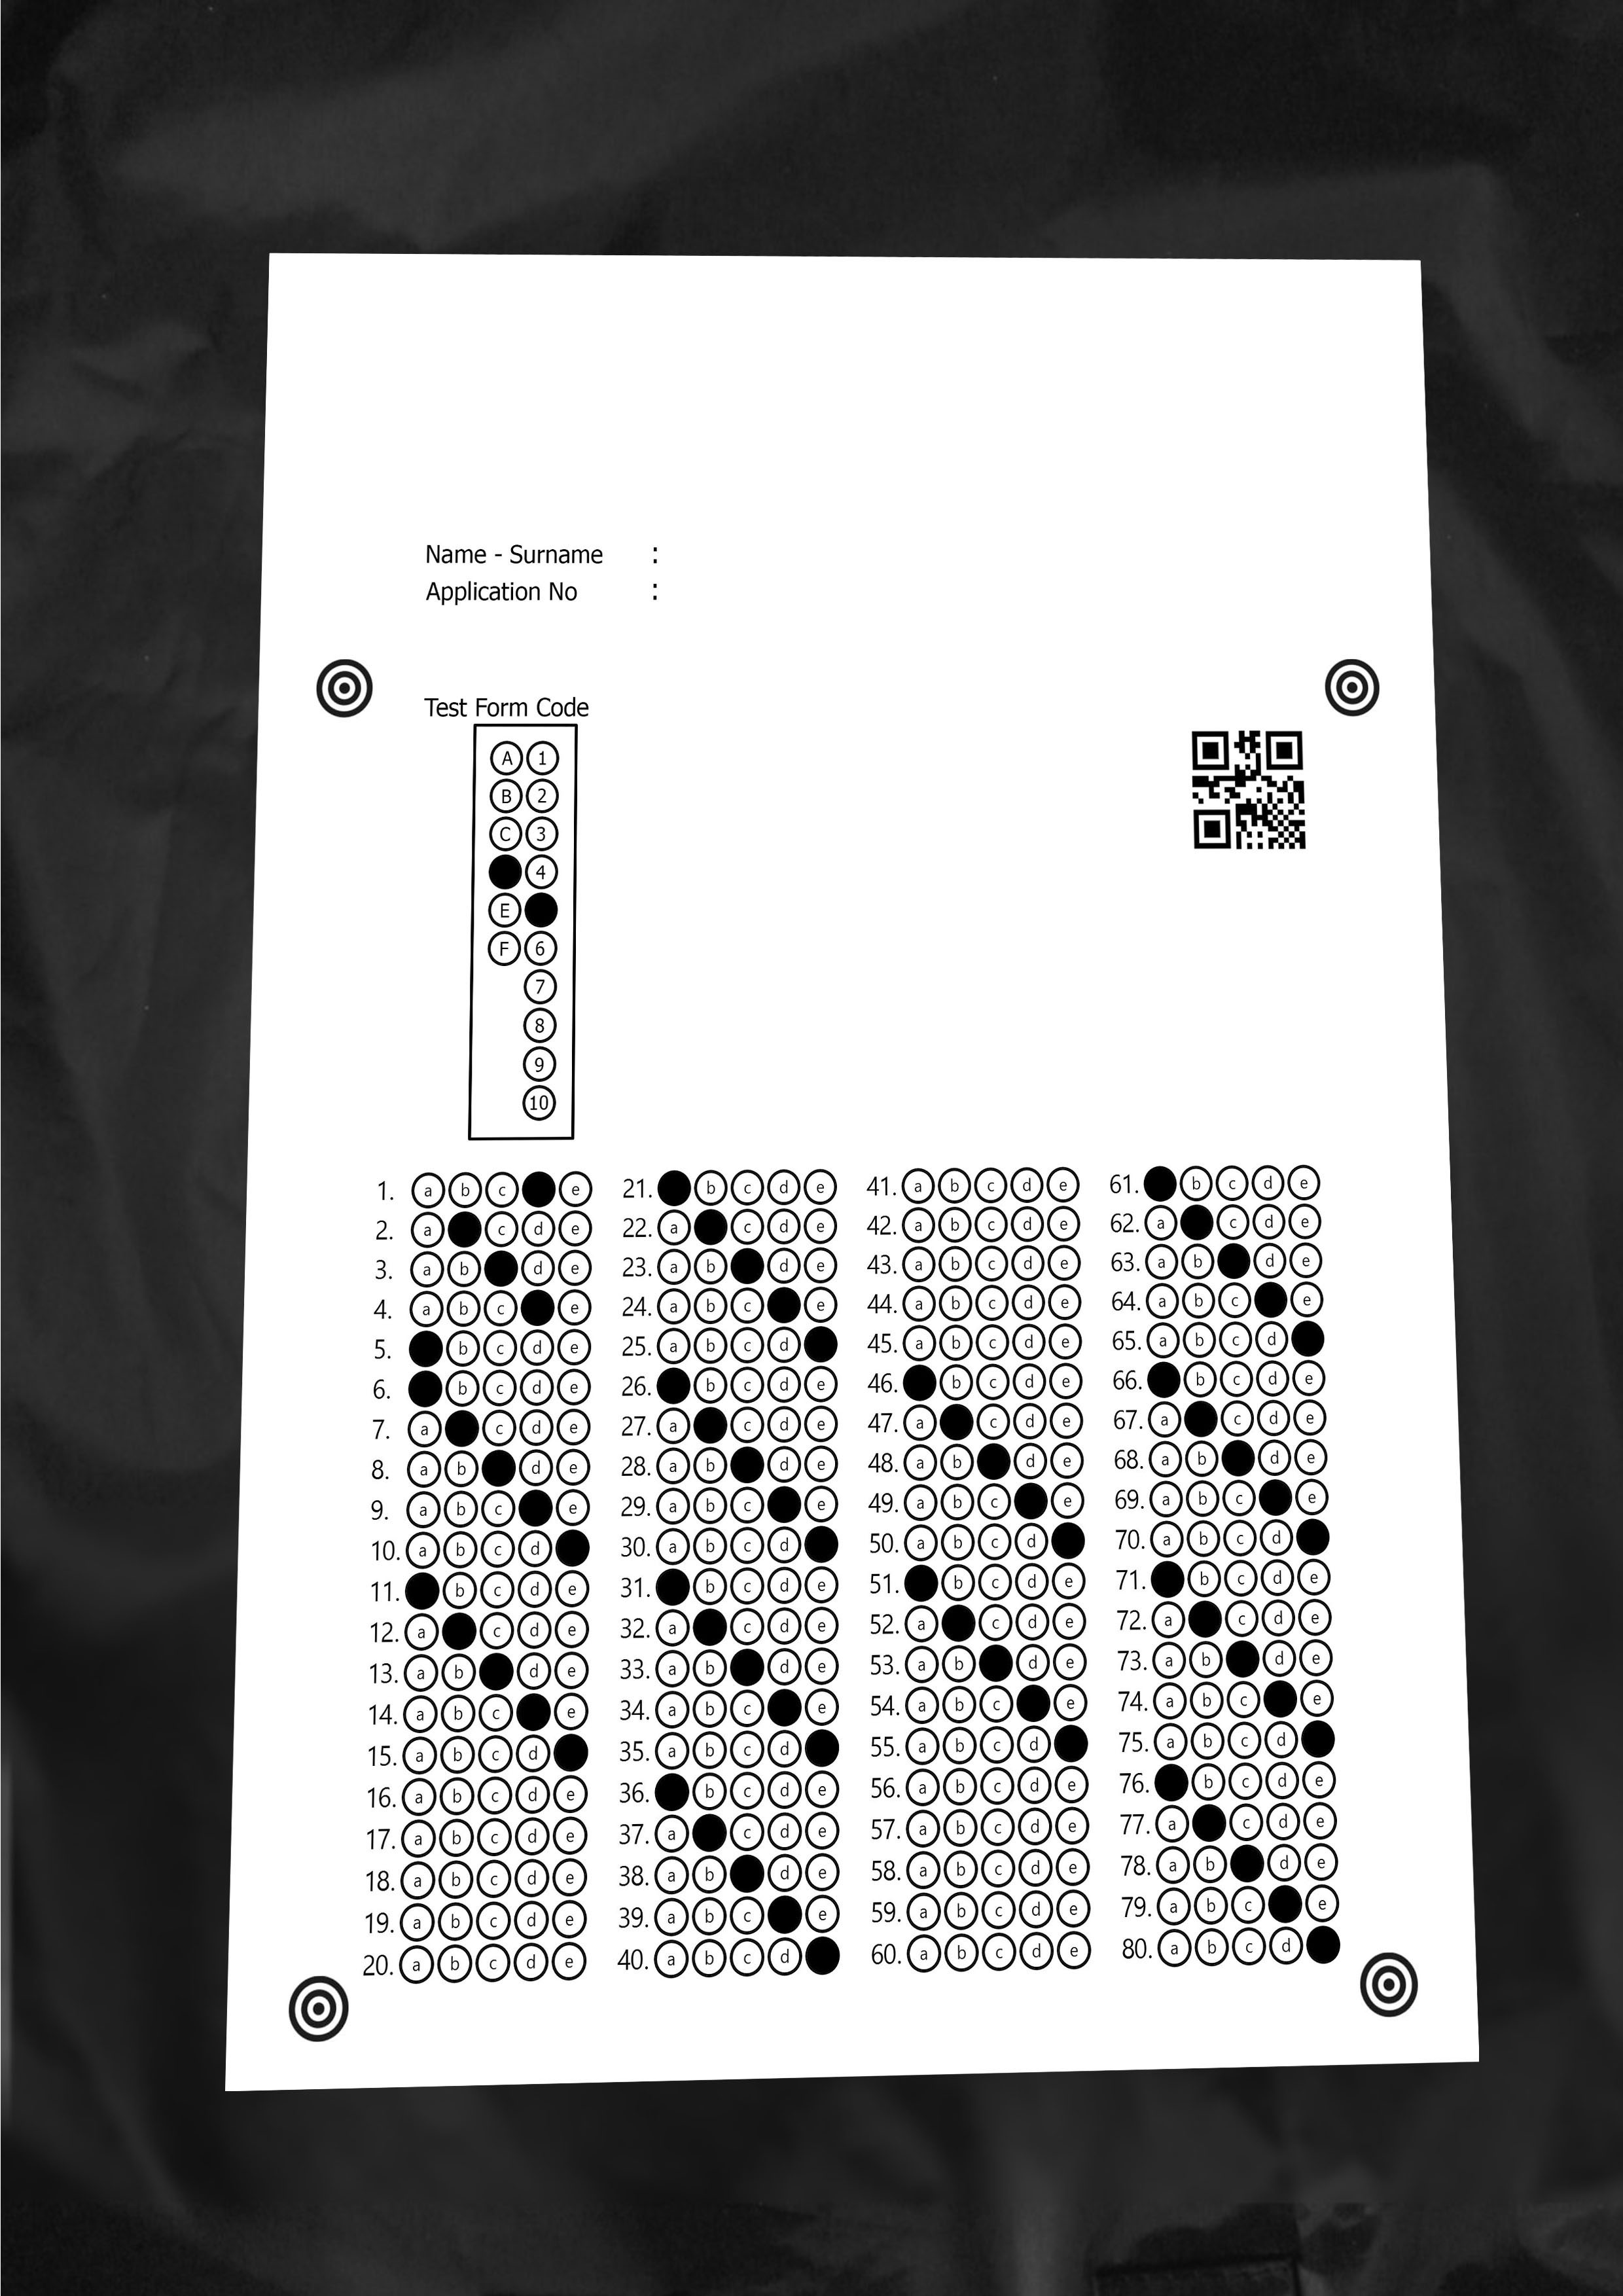 Name - Surname :
Application No :
Test Form Code
A 1
B 2
C 3
4
E
F 6
7
8
9
10
1. a b c e
2. a c d e
3. a b d e
4. a b c e
5. b c d e
6. b c d e
7. a c d e
8. a b d e
9. a b c e
10. a b c d
11. b c d e
12. a c d e
13. a b d e
14. a b c e
15. a b c d
16. a b c d e
17. a b c d e
18. a b c d e
19. a b c d e
20. a b c d e
21. b c d e
22. a c d e
23. a b d e
24. a b c e
25. a b c d
26. b c d e
27. a c d e
28. a b d e
29. a b c e
30. a b c d
31. b c d e
32. a c d e
33. a b d e
34. a b c e
35. a b c d
36. b c d e
37. a c d e
38. a b d e
39. a b c e
40. a b c d
41. a b c d e
42. a b c d e
43. a b c d e
44. a b c d e
45. a b c d e
46. b c d e
47. a c d e
48. a b d e
49. a b c e
50. a b c d
51. b c d e
52. a c d e
53. a b d e
54. a b c e
55. a b c d
56. a b c d e
57. a b c d e
58. a b c d e
59. a b c d e
60. a b c d e
61. b c d e
62. a c d e
63. a b d e
64. a b c e
65. a b c d
66. b c d e
67. a c d e
68. a b d e
69. a b c e
70. a b c d
71. b c d e
72. a c d e
73. a b d e
74. a b c e
75. a b c d
76. b c d e
77. a c d e
78. a b d e
79. a b c e
80. a b c d